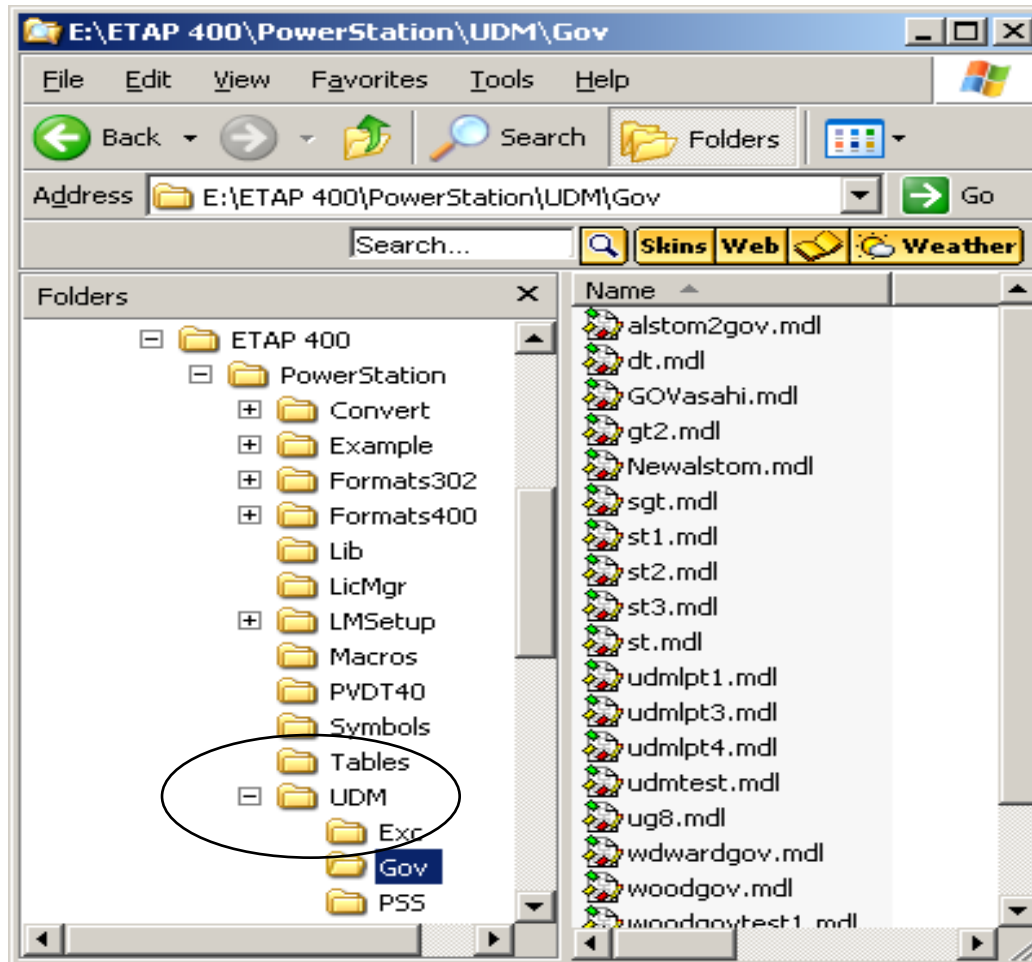 E:\ETAP 400\PowerStation\UDM\Gov
File Edit View Favorites Tools Help
Back Search Folders
Address E:\ETAP 400\PowerStation\UDM\Gov Go
Search... Skins Web Weather
Folders
ETAP 400
PowerStation
Convert
Example
Formats302
Formats400
Lib
LicMgr
LMSetup
Macros
PVDT40
Symbols
Tables
UDM
Exc
Gov
PSS
Name
alstom2gov.mdl
dt.mdl
GOVasahi.mdl
gt2.mdl
Newalstom.mdl
sgt.mdl
st1.mdl
st2.mdl
st3.mdl
st.mdl
udmlpt1.mdl
udmlpt3.mdl
udmlpt4.mdl
udmtest.mdl
ug8.mdl
wdwardgov.mdl
woodgov.mdl
woodgovtest1.mdl